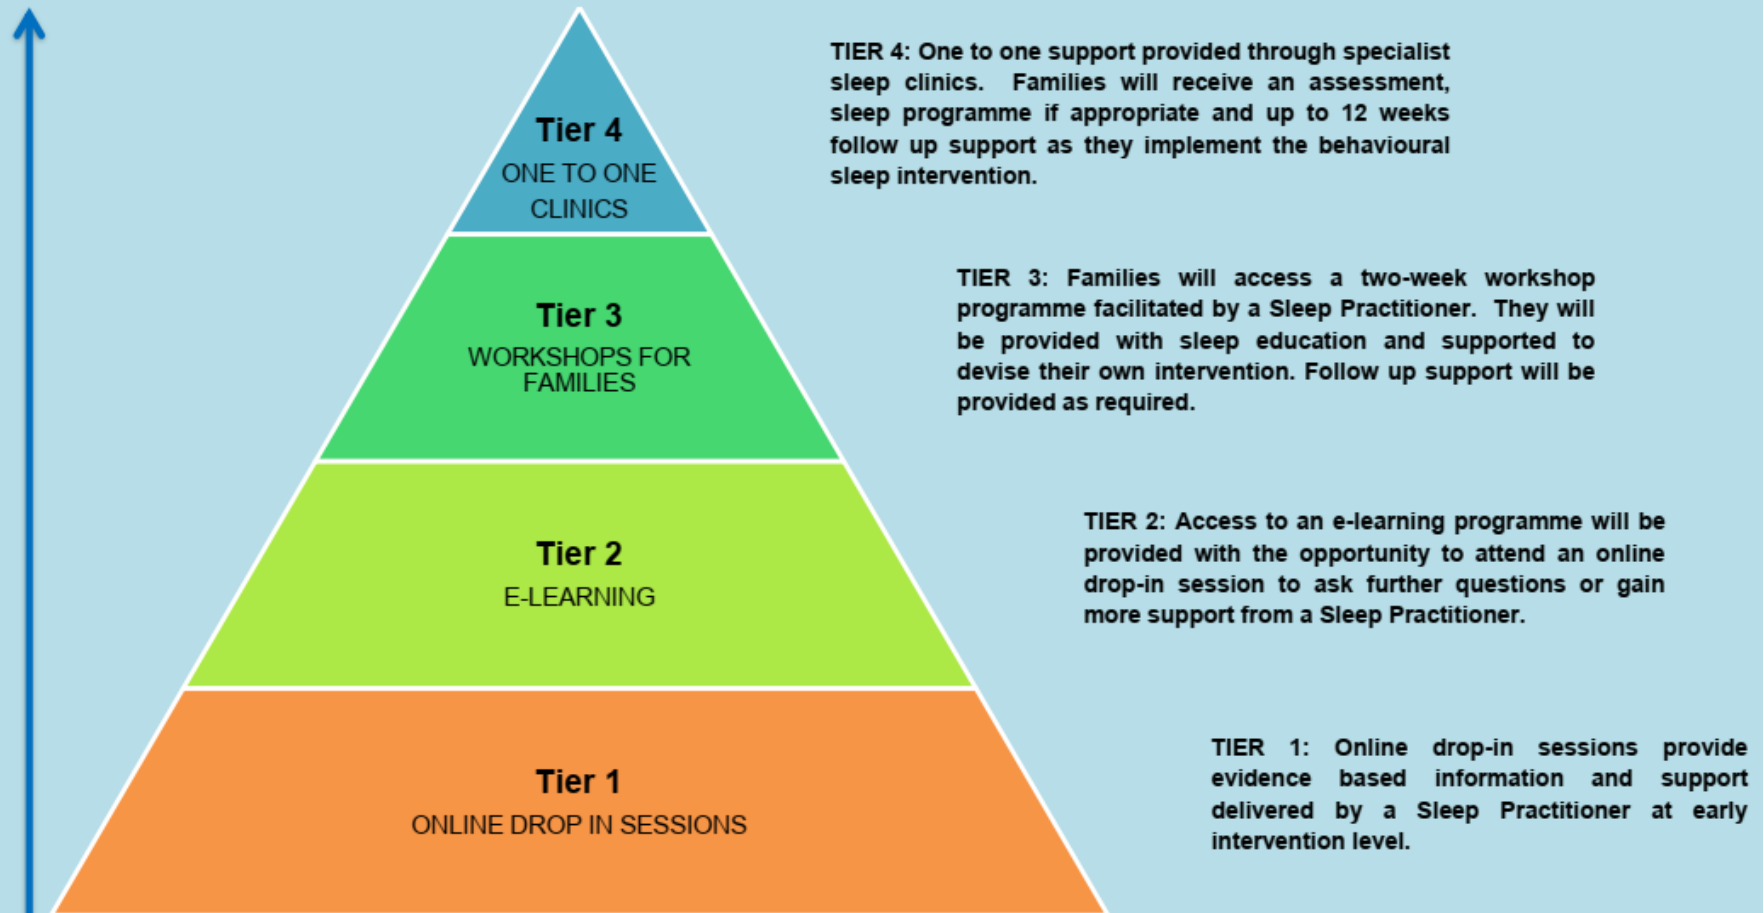 Tier 4
ONE TO ONE
CLINICS
TIER 4: One to one support provided through specialist
sleep clinics. Families will receive an assessment,
sleep programme if appropriate and up to 12 weeks
follow up support as they implement the behavioural
sleep intervention.
Tier 3
WORKSHOPS FOR
FAMILIES
TIER 3: Families will access a two-week workshop
programme facilitated by a Sleep Practitioner. They will
be provided with sleep education and supported to
devise their own intervention. Follow up support will be
provided as required.
Tier 2
E-LEARNING
TIER 2: Access to an e-learning programme will be
provided with the opportunity to attend an online
drop-in session to ask further questions or gain
more support from a Sleep Practitioner.
Tier 1
ONLINE DROP IN SESSIONS
TIER 1: Online drop-in sessions provide
evidence based information and support
delivered by a Sleep Practitioner at early
intervention level.